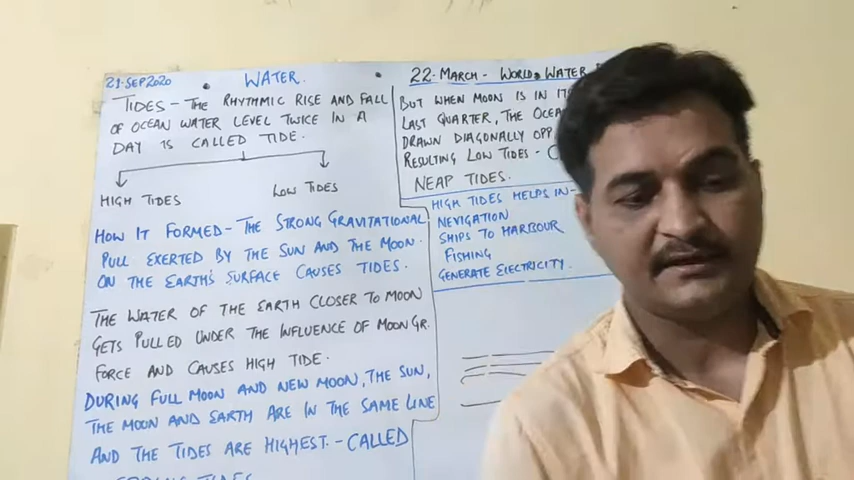 21-SEP2020
WATER
TIDES - THE RHYTHMIC RISE AND FALL
OF OCEAN WATER LEVEL TWICE IN A
DAY IS CALLED TIDE.
HIGH TIDES
LOW TIDES
HOW IT FORMED - THE STRONG GRAVITATIONAL
PULL EXERTED BY THE SUN AND THE MOON.
ON THE EARTH'S SURFACE CAUSES TIDES.
THE WATER OF THE EARTH CLOSER TO MOON
GETS PULLED UNDER THE INFLUENCE OF MOON GR.
FORCE AND CAUSES HIGH TIDE.
DURING FULL MOON AND NEW MOON, THE SUN,
THE MOON AND EARTH ARE IN THE SAME LINE
AND THE TIDES ARE HIGHEST. - CALLED
SPRING TIDES
22-MARCH - WORLD WATER
BUT WHEN MOON IS IN
LAST QUARTER, THE
DRAWN DIAGONALLY
RESULTING LOW TIDES -
NEAP TIDES.
HIGH TIDES HELPS IN -
NEVIGATION
SHIPS TO HARBOUR
FISHING
GENERATE ELECTRICITY.